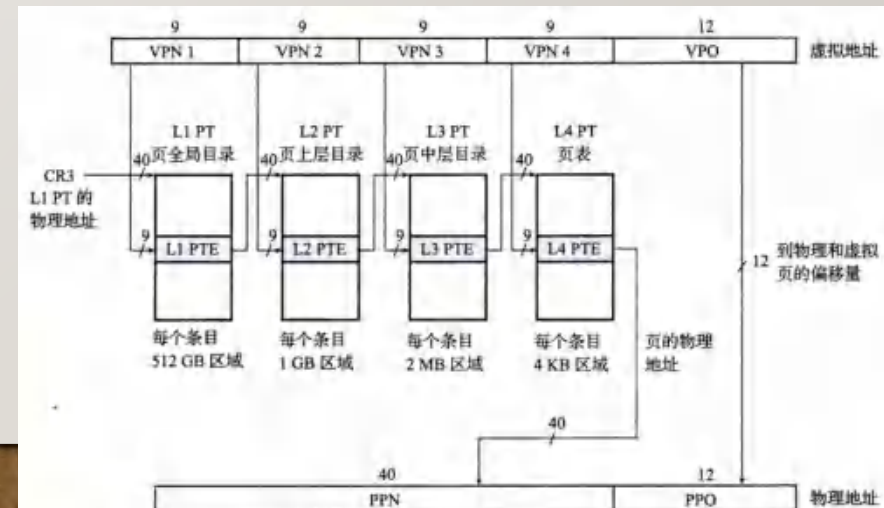 9 9 9 9 12
VPN 1 VPN 2 VPN 3 VPN 4 VPO 虚拟地址
L1 PT L2 PT L3 PT L4 PT
40 页全局目录 40 页上层目录 40 页中层目录 40 页表
CR3
L1 PT 的
物理地址
9 L1 PTE 9 L2 PTE 9 L3 PTE 9 L4 PTE
12 到物理和虚拟
页的偏移量
每个条目 每个条目 每个条目 每个条目 页的物理
512 GB 区域 1 GB 区域 2 MB 区域 4 KB 区域 地址
40
40 12
PPN PPO 物理地址